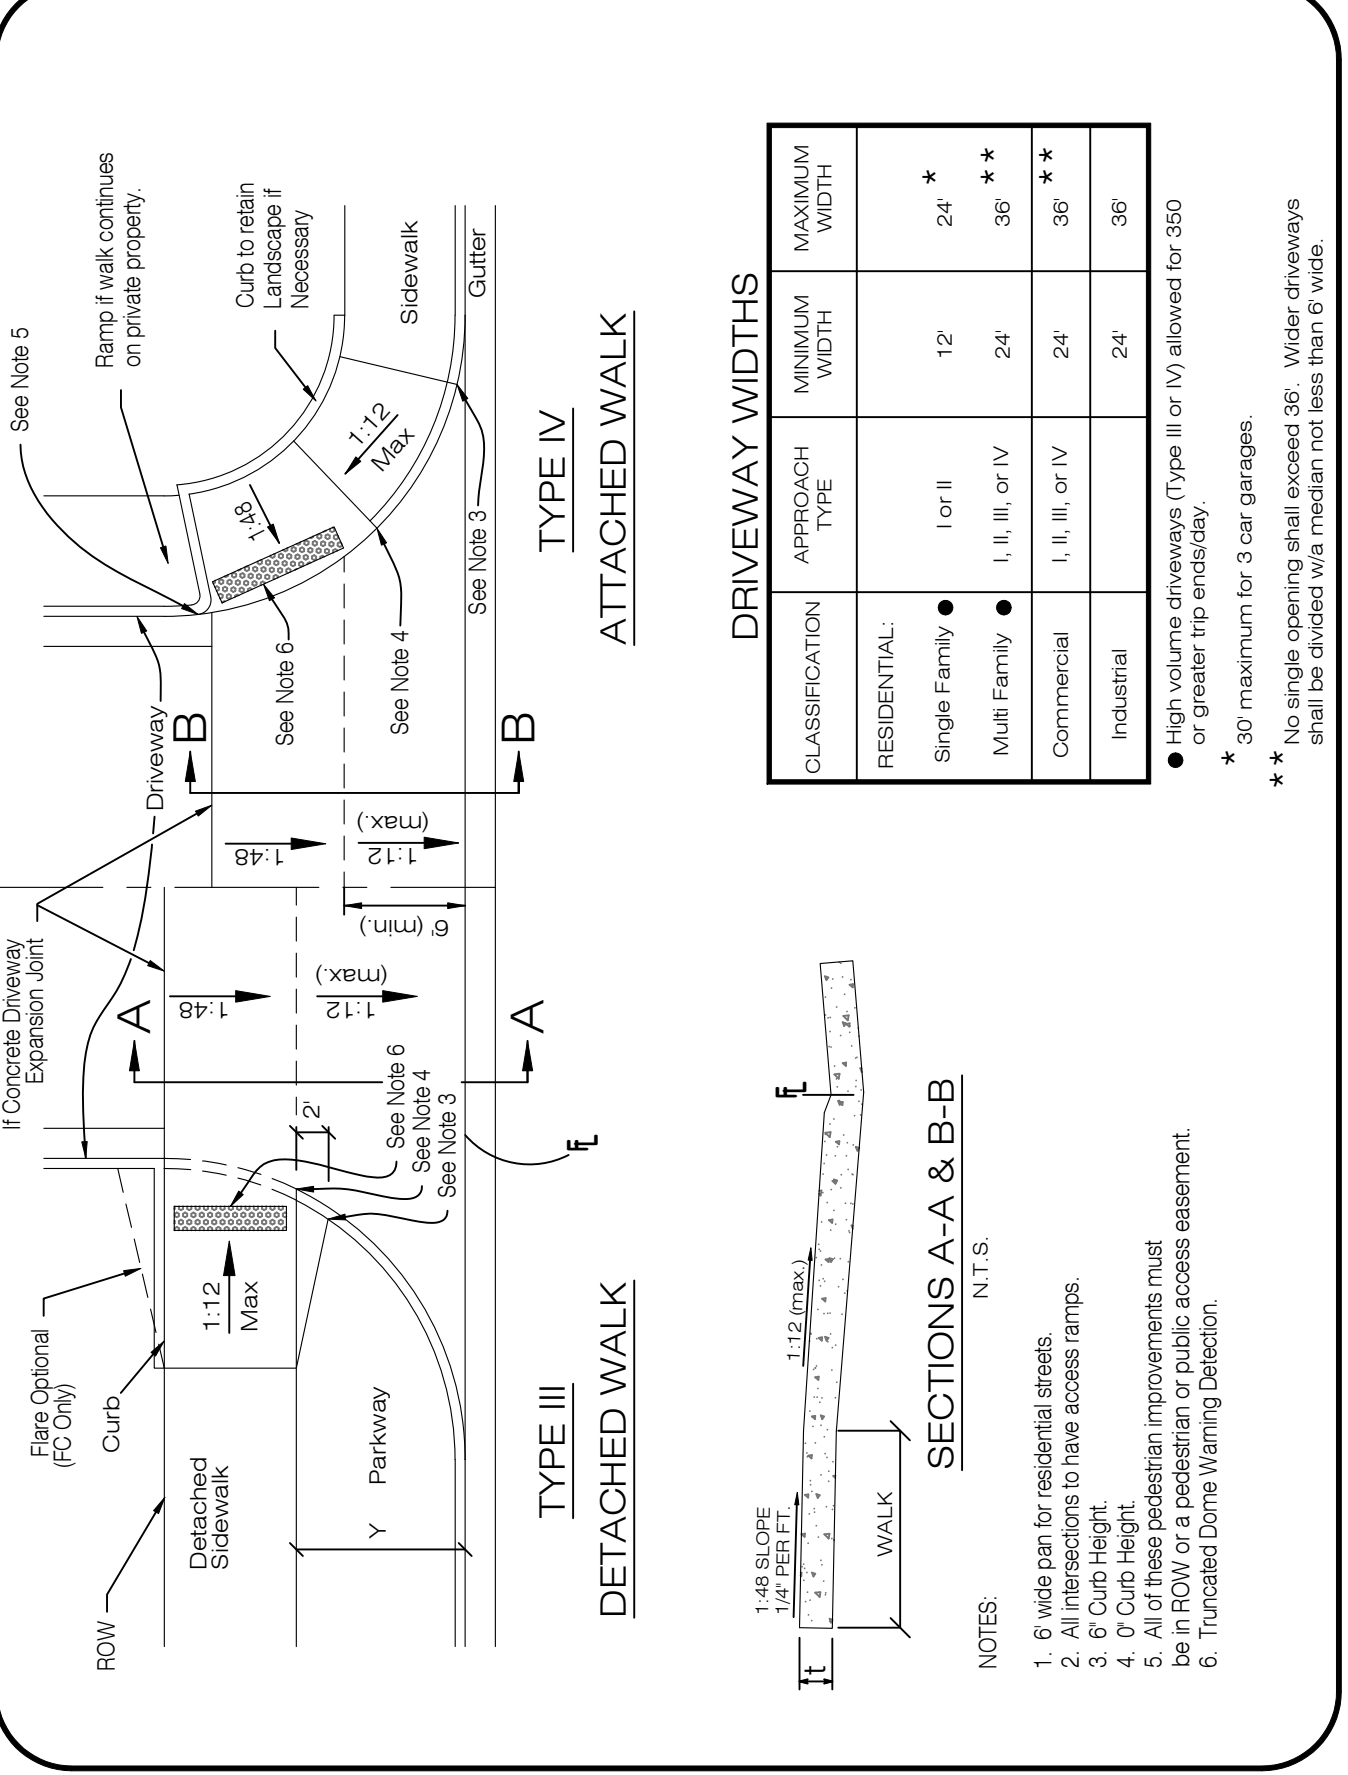 ROW
Detached
Sidewalk
Curb
Flare Optional
(FC Only)
If Concrete Driveway
Expansion Joint
Driveway
See Note 5
Ramp if walk continues
on private property.
Curb to retain
Landscape if
Necessary
1:12
Max
1:48
1:12
(max.)
A
A
6' (min.)
1:48
1:12
(max.)
B
B
1:48
1:12
Max
Sidewalk
Gutter
Y
Parkway
2'
See Note 6
See Note 4
See Note 3
FL
See Note 6
See Note 4
See Note 3
TYPE III
DETACHED WALK
TYPE IV
ATTACHED WALK
1:48 SLOPE
1/4" PER FT.
1:12 (max.)
FL
t
WALK
SECTIONS A-A & B-B
N.T.S.
NOTES:
1. 6' wide pan for residential streets.
2. All intersections to have access ramps.
3. 6" Curb Height.
4. 0" Curb Height.
5. All of these pedestrian improvements must
be in ROW or a pedestrian or public access easement.
6. Truncated Dome Warning Detection.
DRIVEWAY WIDTHS
CLASSIFICATION APPROACH TYPE MINIMUM WIDTH MAXIMUM WIDTH
RESIDENTIAL:
Single Family ● I or II 12' 24' *
Multi Family ● I, II, III, or IV 24' 36' **
Commercial I, II, III, or IV 24' 36' **
Industrial 24' 36'
● High volume driveways (Type III or IV) allowed for 350
or greater trip ends/day.
* 30' maximum for 3 car garages.
** No single opening shall exceed 36'. Wider driveways
shall be divided w/a median not less than 6' wide.